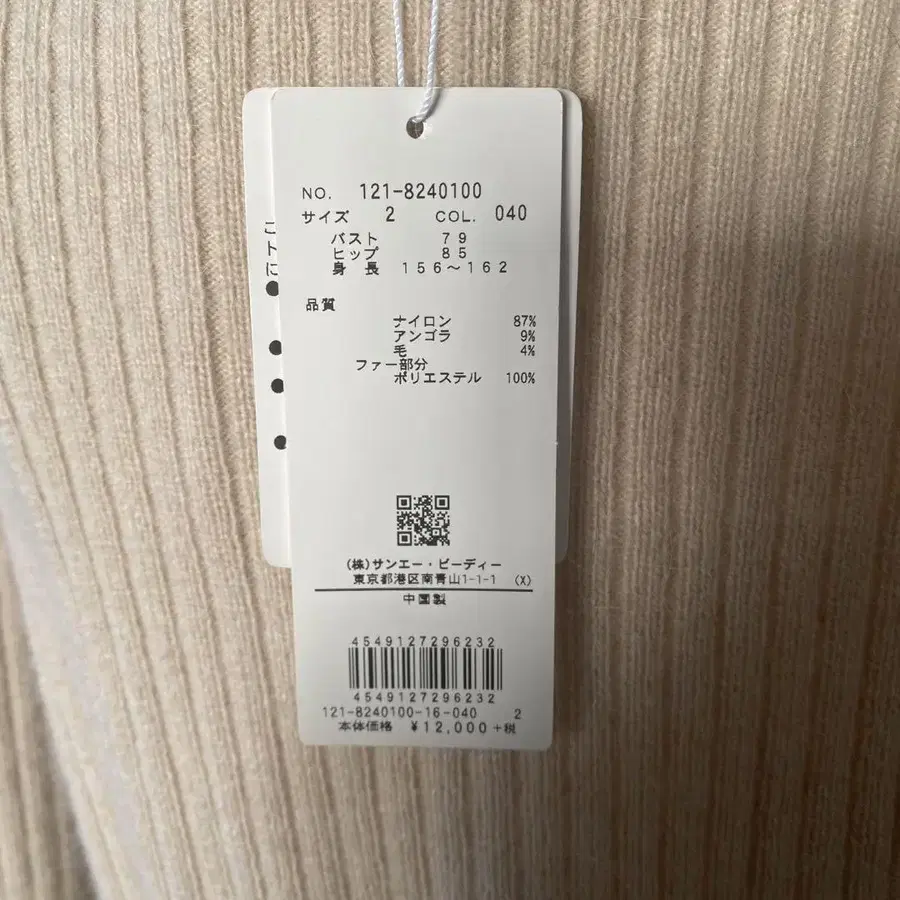 NO. 121-8240100
サイズ 2 COL. 040
バスト 79
ヒップ 85
身長 156～162
品質
ナイロン 87%
アンゴラ 9%
毛 4%
ファー部分
ポリエステル 100%
(株)サンエー・ビーディー
東京都港区南青山1-1-1 (X)
中国製
4549127296232
4549127296232
121-8240100-16-040 2
本体価格 ¥12,000+税
こ
ト
に